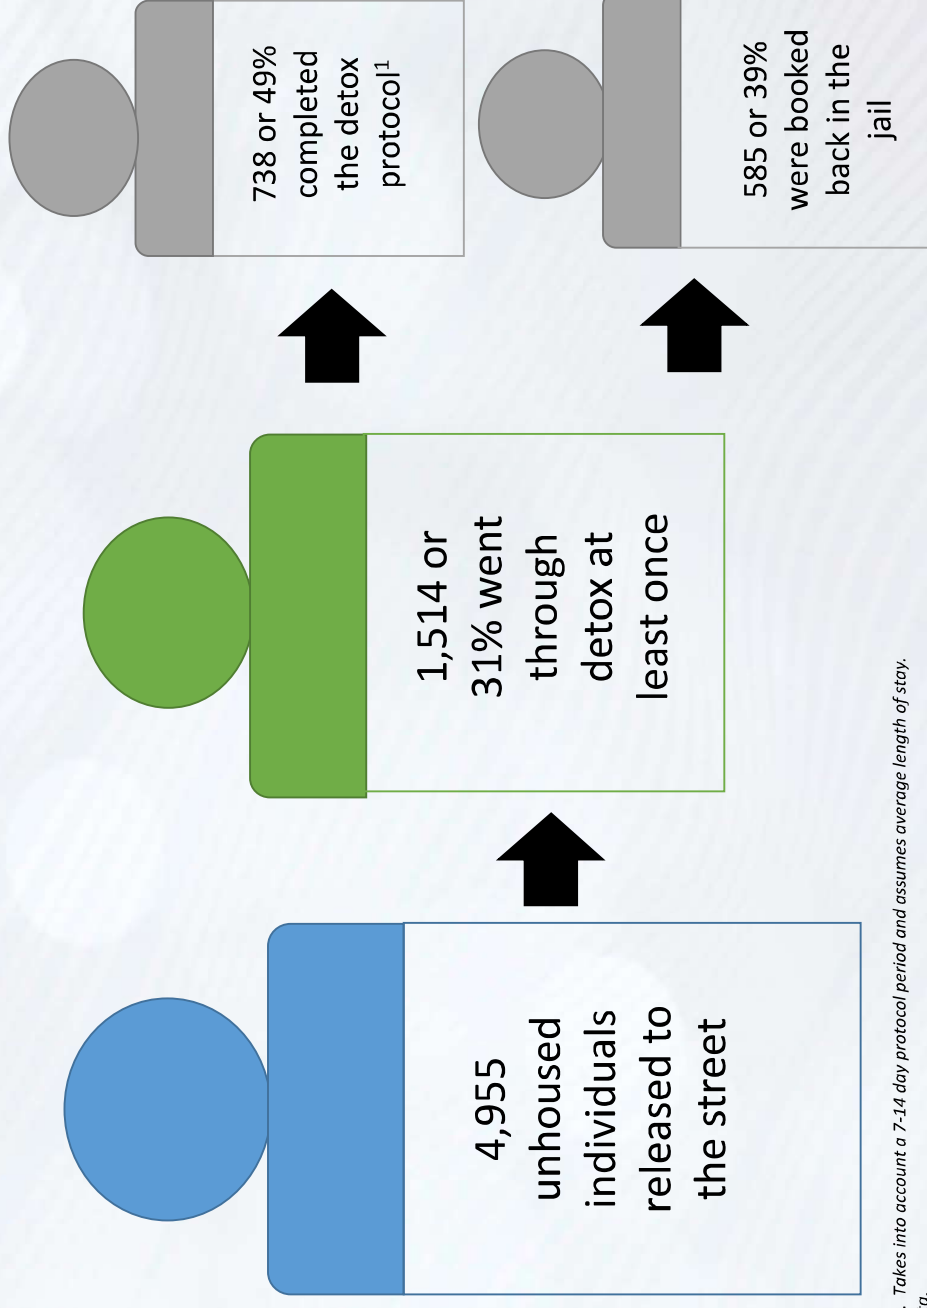 4,955
unhoused
individuals
released to
the street
1,514 or
31% went
through
detox at
least once
738 or 49%
completed
the detox
protocol¹
585 or 39%
were booked
back in the
jail
. Takes into account a 7-14 day protocol period and assumes average length of stay.